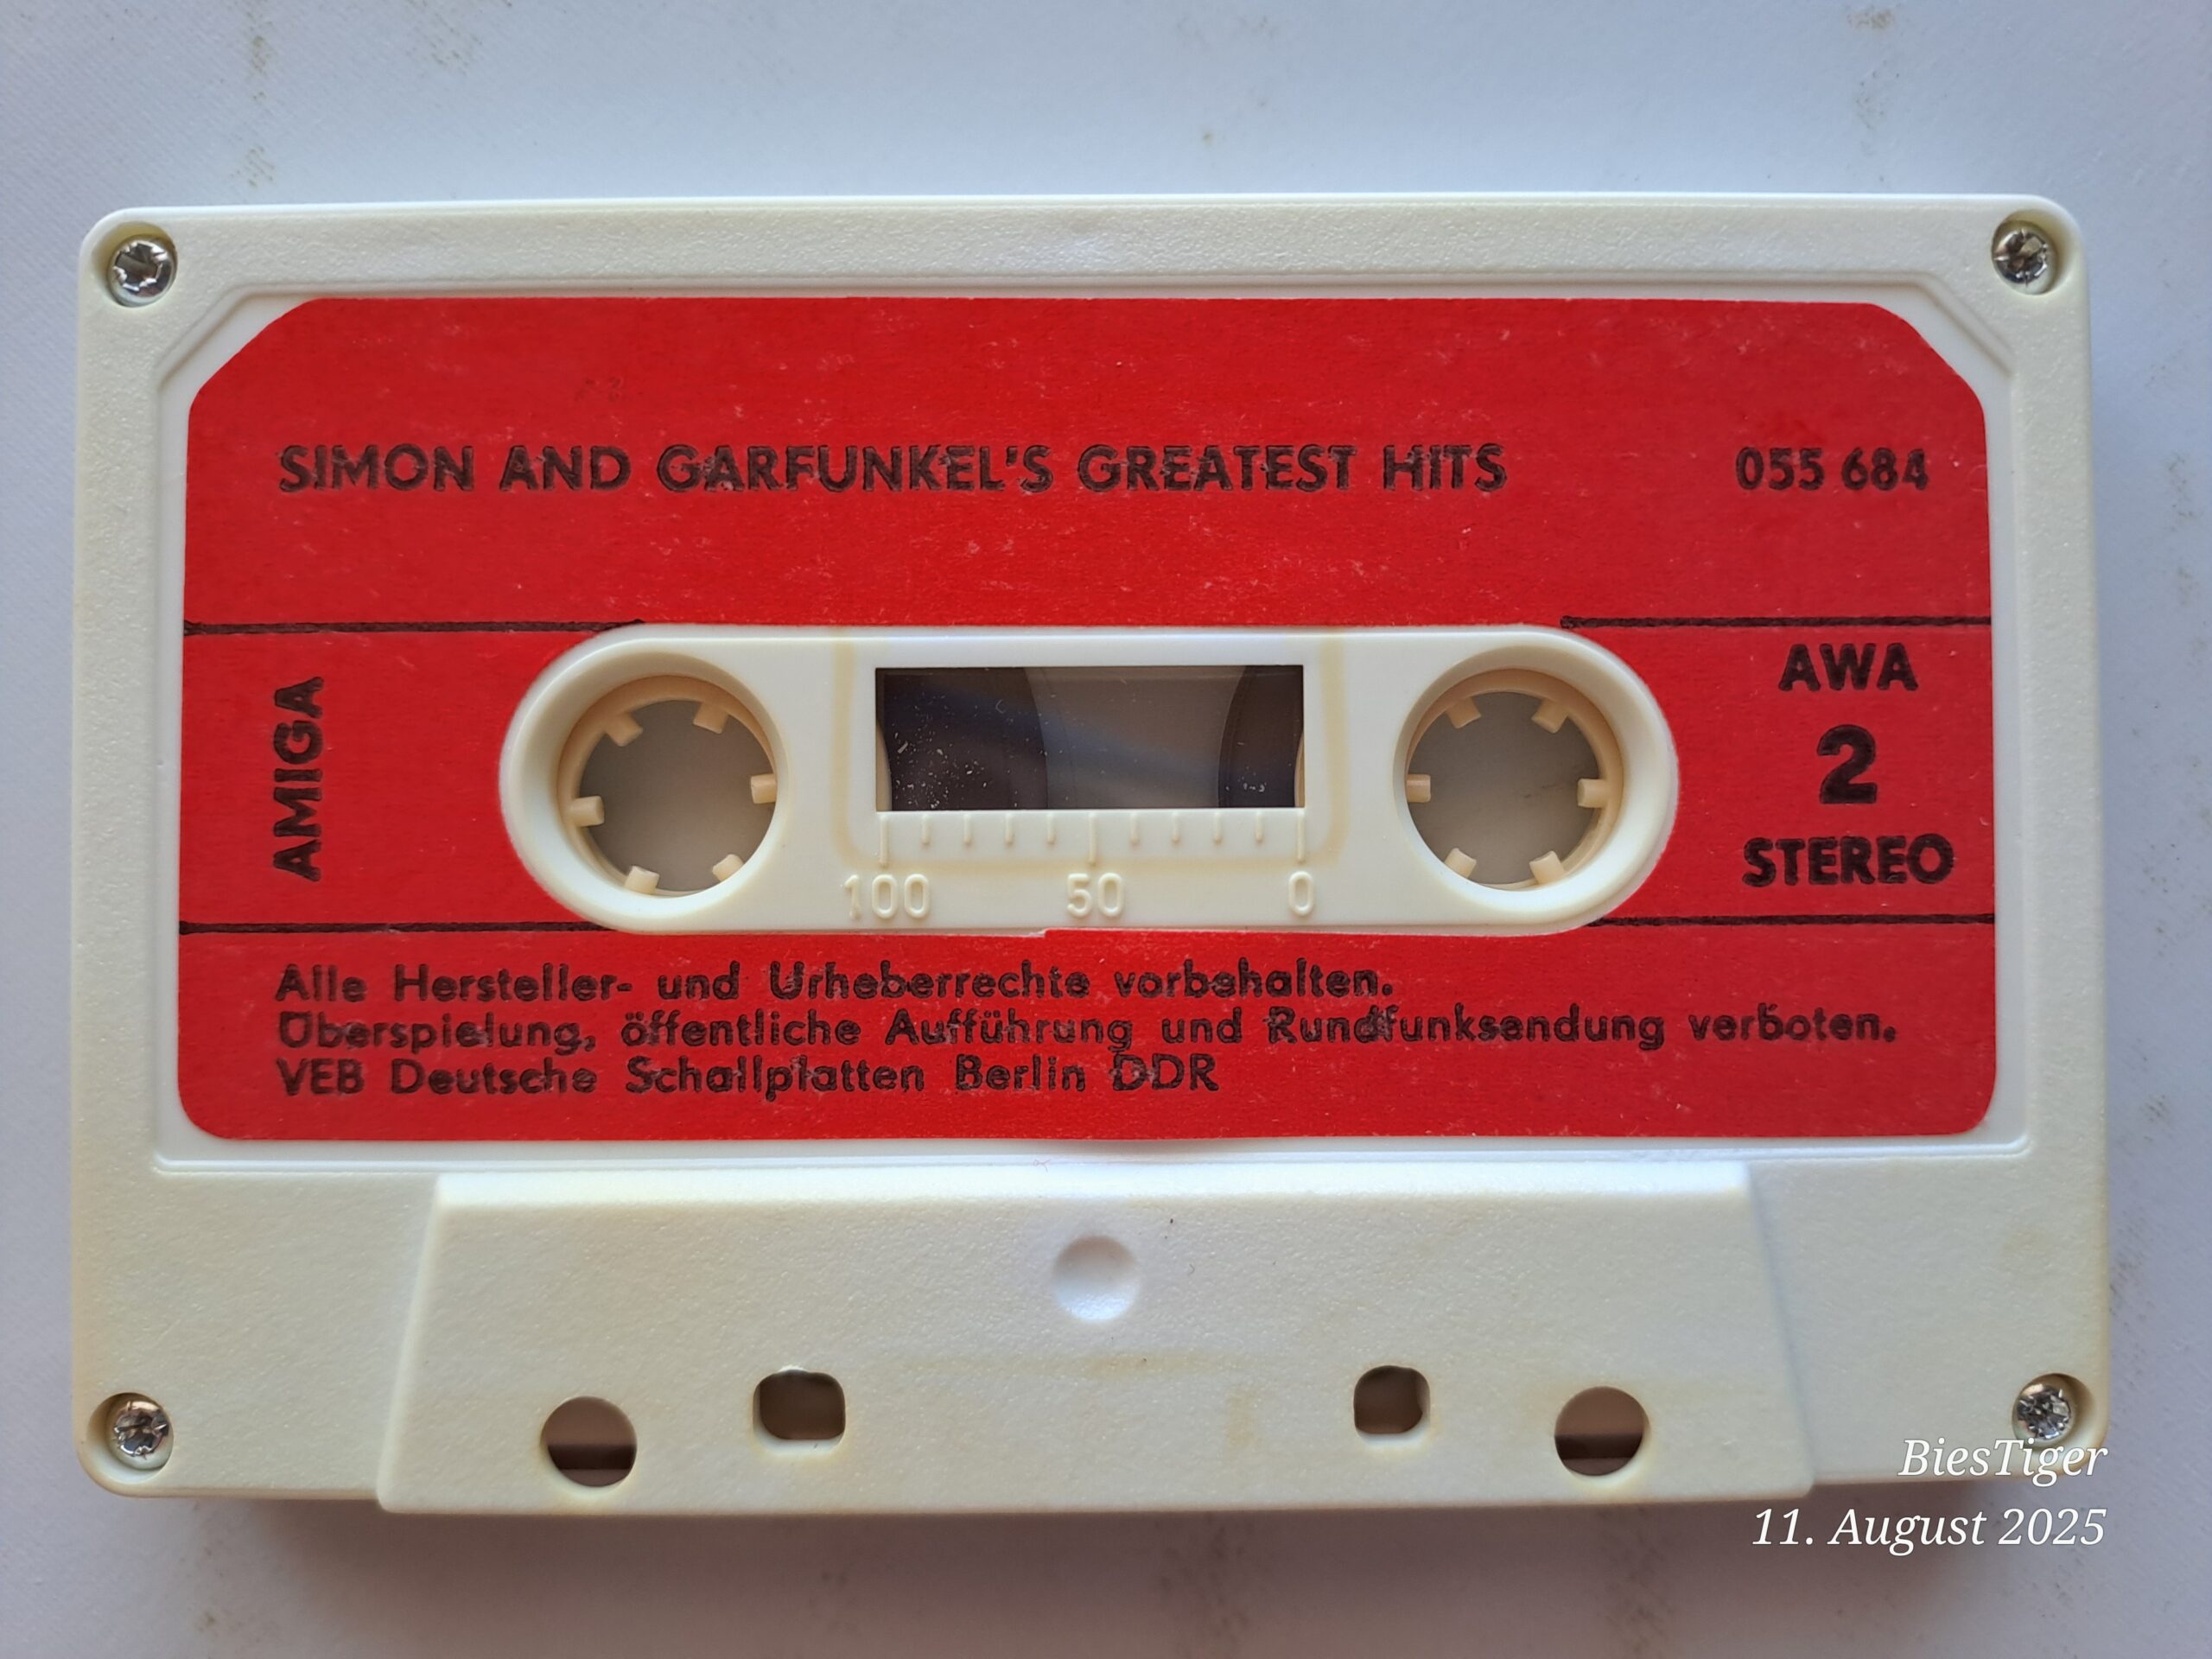 SIMON AND GARFUNKEL'S GREATEST HITS 055 684
AMIGA
AWA
2
STEREO
100 50 0
Alle Hersteller- und Urheberrechte vorbehalten.
Überspielung, öffentliche Aufführung und Rundfunksendung verboten.
VEB Deutsche Schallplatten Berlin DDR
BiesTiger
11. August 2025